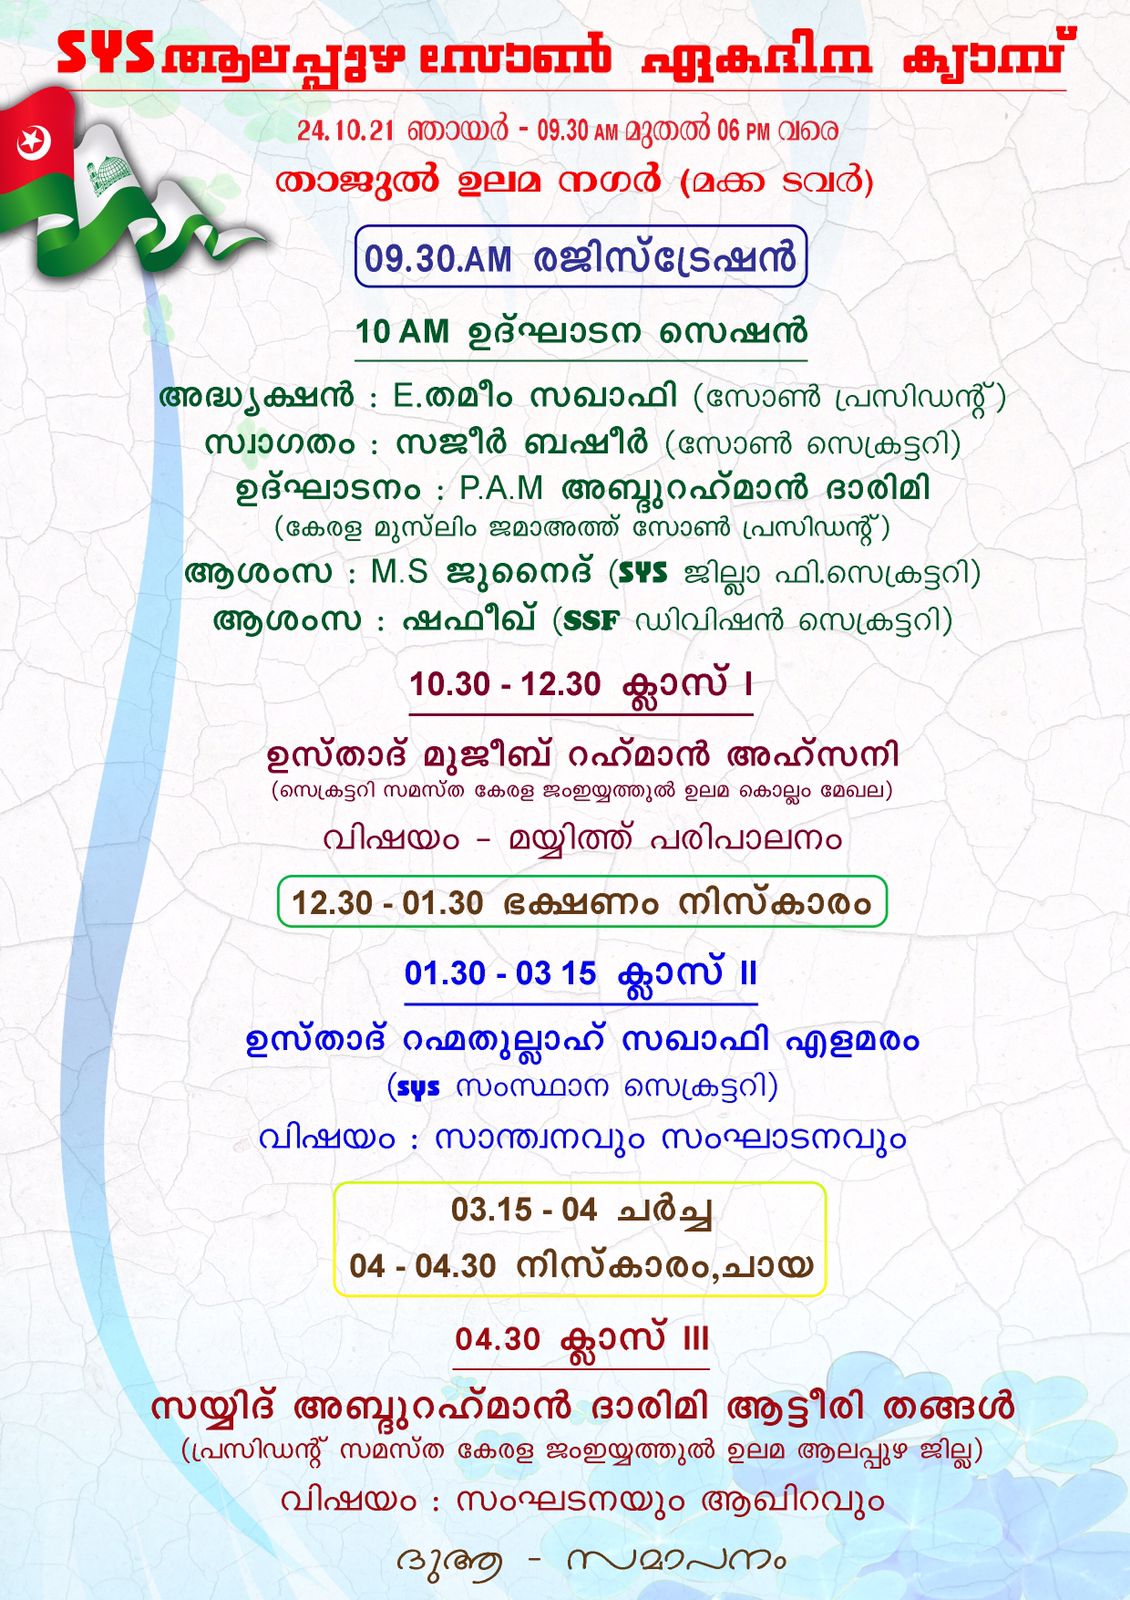 SYS ആലപ്പുഴ സോൺ ഏകദിന ക്യാമ്പ്
24.10.21 ഞായർ - 09.30 AM മുതൽ 06 PM വരെ
താജുൽ ഉലമ നഗർ (മക്ക ടവർ)
09.30.AM രജിസ്ട്രേഷൻ
10 AM ഉദ്ഘാടന സെഷൻ
അദ്ധ്യക്ഷൻ : E.തമീം സഖാഫി (സോൺ പ്രസിഡന്റ്)
സ്വാഗതം : സജീർ ബഷീർ (സോൺ സെക്രട്ടറി)
ഉദ്ഘാടനം : P.A.M അബ്ദുറഹ്മാൻ ദാരിമി
(കേരള മുസ്‌ലിം ജമാഅത്ത് സോൺ പ്രസിഡന്റ്)
ആശംസ : M.S ജുനൈദ് (SYS ജില്ലാ ഫി.സെക്രട്ടറി)
ആശംസ : ഷഫീഖ് (SSF ഡിവിഷൻ സെക്രട്ടറി)
10.30 - 12.30 ക്ലാസ് I
ഉസ്താദ് മുജീബ് റഹ്‌മാൻ അഹ്‌സനി
(സെക്രട്ടറി സമസ്ത കേരള ജംഇയ്യത്തുൽ ഉലമ കൊല്ലം മേഖല)
വിഷയം - മയ്യിത്ത് പരിപാലനം
12.30 - 01.30 ഭക്ഷണം നിസ്കാരം
01.30 - 03 15 ക്ലാസ് II
ഉസ്താദ് റഹ്മതുല്ലാഹ് സഖാഫി എളമരം
(sys സംസ്ഥാന സെക്രട്ടറി)
വിഷയം : സാന്ത്വനവും സംഘാടനവും
03.15 - 04 ചർച്ച
04 - 04.30 നിസ്കാരം,ചായ
04.30 ക്ലാസ് III
സയ്യിദ് അബ്ദുറഹ്‌മാൻ ദാരിമി ആട്ടീരി തങ്ങൾ
(പ്രസിഡന്റ് സമസ്ത കേരള ജംഇയ്യത്തുൽ ഉലമ ആലപ്പുഴ ജില്ല)
വിഷയം : സംഘടനയും ആഖിറവും
ദുആ - സമാപനം